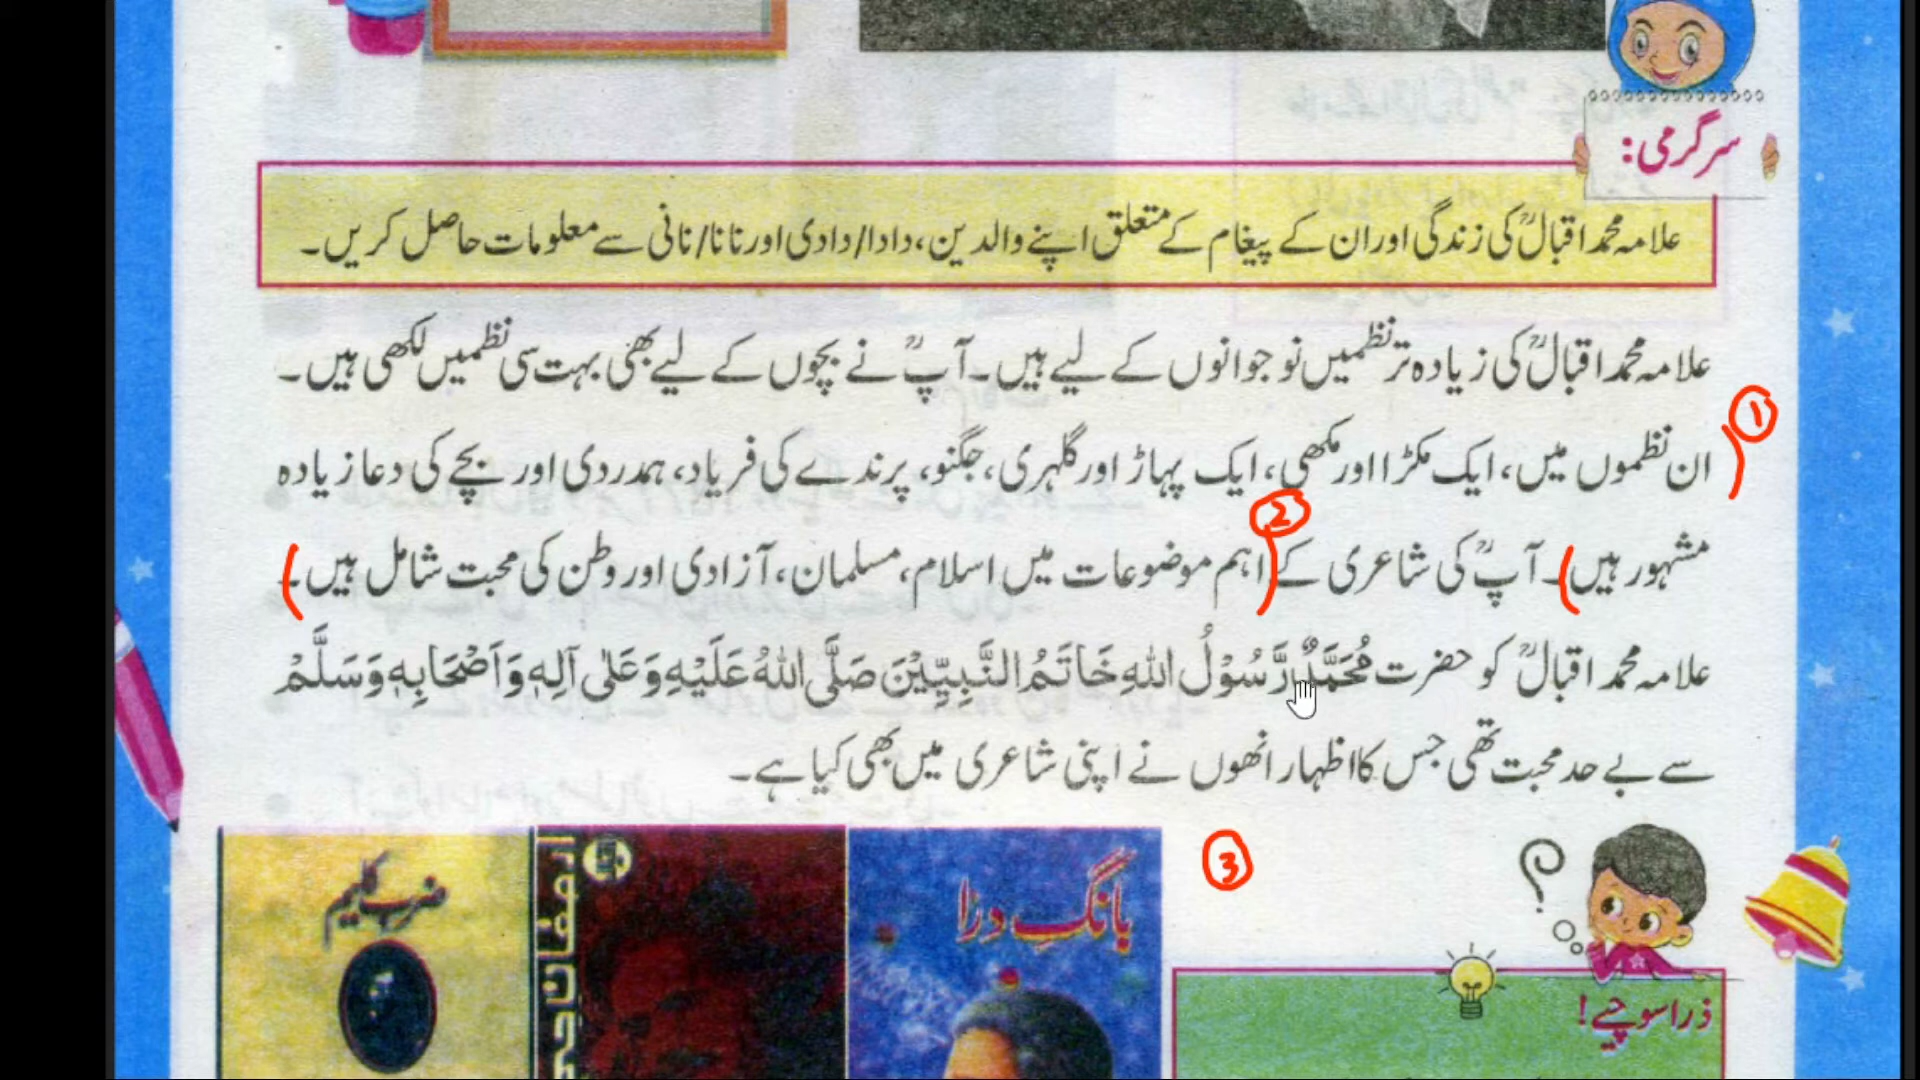 سرگرمی:
علامہ محمد اقبالؒ کی زندگی اور ان کے پیغام کے متعلق اپنے والدین، دادا/دادی اور نانا/نانی سے معلومات حاصل کریں۔
علامہ محمد اقبالؒ کی زیادہ تر نظمیں نوجوانوں کے لیے ہیں۔ آپؒ نے بچوں کے لیے بھی بہت سی نظمیں لکھی ہیں۔
1
ان نظموں میں، ایک مکڑا اور مکھی، ایک پہاڑ اور گلہری، جگنو، پرندے کی فریاد، ہمدردی اور بچے کی دعا زیادہ
2
مشہور ہیں۔ آپؒ کی شاعری کے اہم موضوعات میں اسلام، مسلمان، آزادی اور وطن کی محبت شامل ہیں۔
علامہ محمد اقبالؒ کو حضرت مُحَمَّدٌ رَّسُوْلُ اللہِ خَاتَمُ النَّبِیِّیْنَ صَلَّی اللہُ عَلَیْہِ وَعَلٰی آلِہٖ وَاَصْحَابِہٖ وَسَلَّمْ
سے بے حد محبت تھی جس کا اظہار انھوں نے اپنی شاعری میں بھی کیا ہے۔
3
بانگِ درا
ضربِ کلیم
ذرا سوچیے!